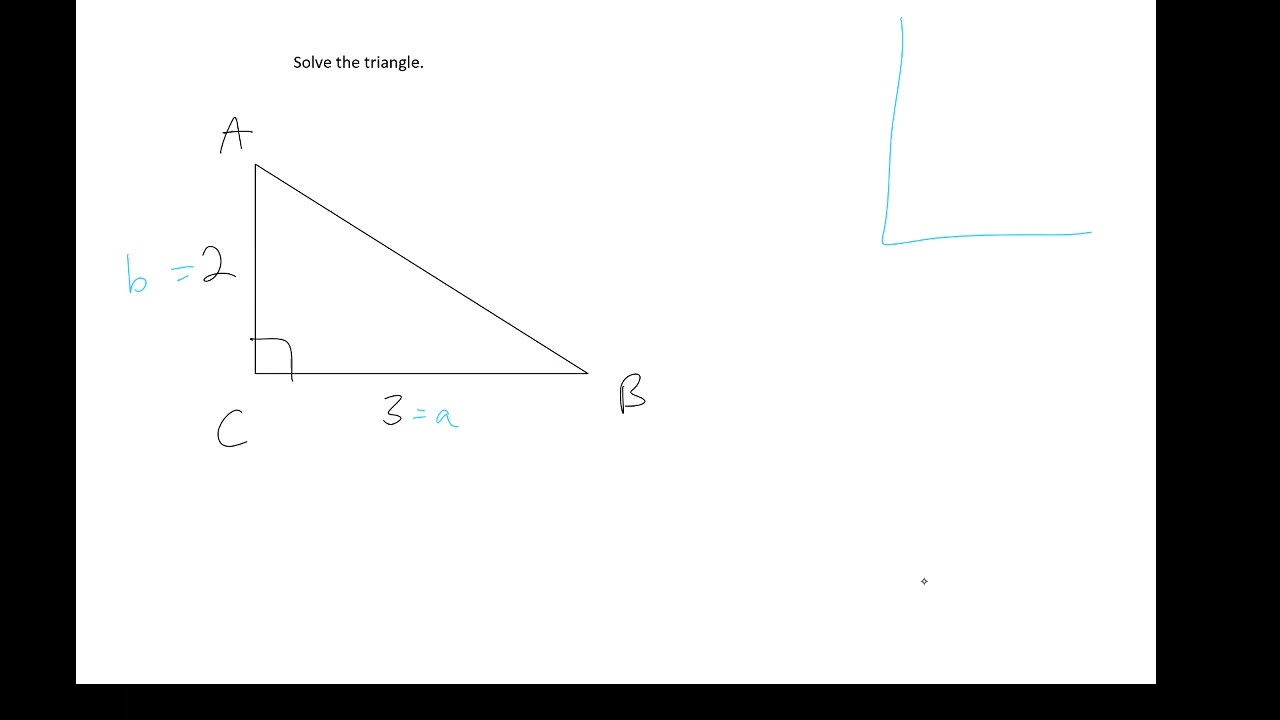 Solve the triangle.
A
b = 2
3 = a
B
C